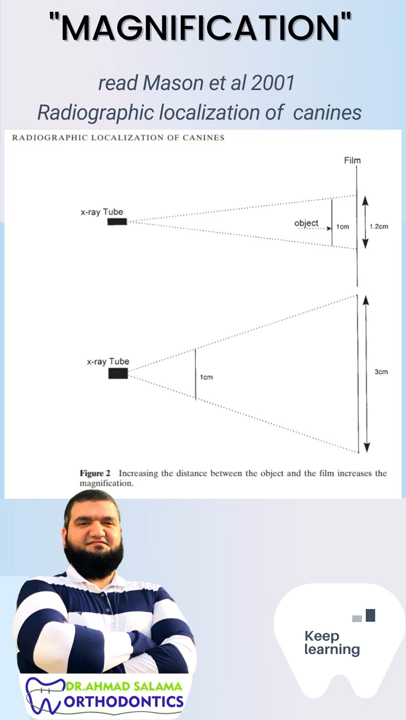 "MAGNIFICATION"
read Mason et al 2001
Radiographic localization of canines
RADIOGRAPHIC LOCALIZATION OF CANINES
Film
x-ray Tube
object
1cm
1.2cm
x-ray Tube
1cm
3cm
Figure 2 Increasing the distance between the object and the film increases the
magnification.
Keep
learning
DR.AHMAD SALAMA
ORTHODONTICS